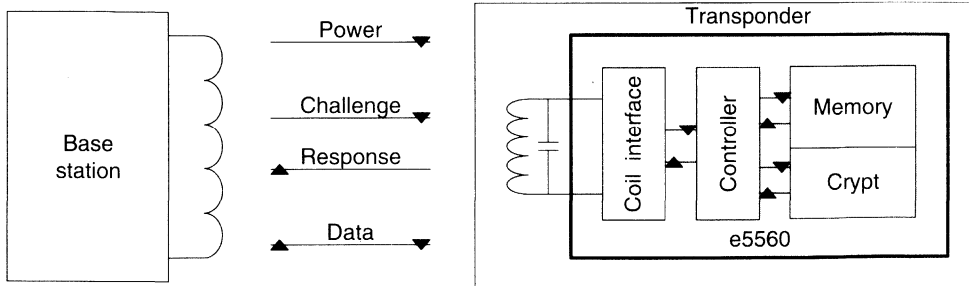 Base
station
Power
Challenge
Response
Data
Transponder
Coil interface
Controller
Memory
Crypt
e5560